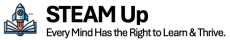 STEAM Up
Every Mind Has the Right to Learn & Thrive.